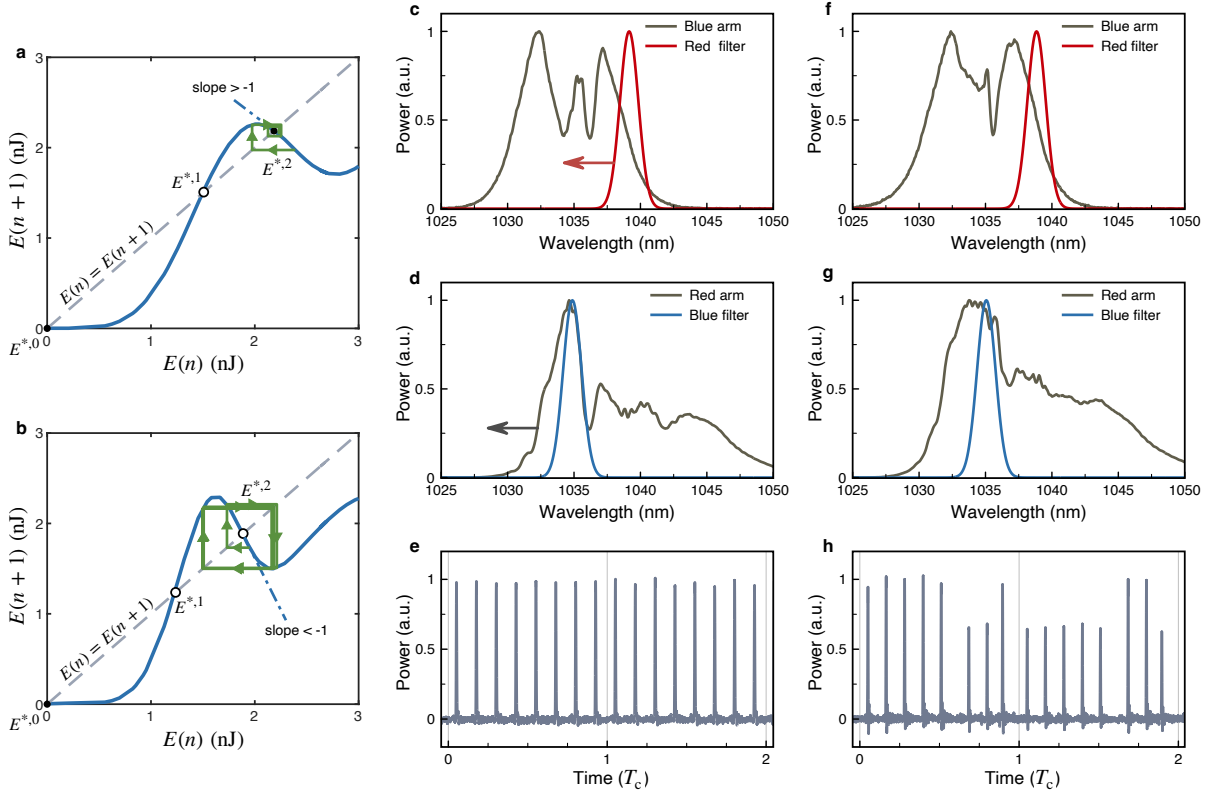 a
3
2
1
0
0
1
2
3
E(n + 1) (nJ)
E(n) (nJ)
slope > -1
E*,2
E*,1
E(n) = E(n + 1)
E*,0
b
3
2
1
0
0
1
2
3
E(n + 1) (nJ)
E(n) (nJ)
E*,2
E*,1
slope < -1
E(n) = E(n + 1)
E*,0
c
Blue arm
Red filter
1
0.5
0
1025
1030
1035
1040
1045
1050
Power (a.u.)
Wavelength (nm)
d
Red arm
Blue filter
1
0.5
0
1025
1030
1035
1040
1045
1050
Power (a.u.)
Wavelength (nm)
e
1
0
0
1
2
Power (a.u.)
Time (Tc)
f
Blue arm
Red filter
1
0.5
0
1025
1030
1035
1040
1045
1050
Power (a.u.)
Wavelength (nm)
g
Red arm
Blue filter
1
0.5
0
1025
1030
1035
1040
1045
1050
Power (a.u.)
Wavelength (nm)
h
1
0
0
1
2
Power (a.u.)
Time (Tc)